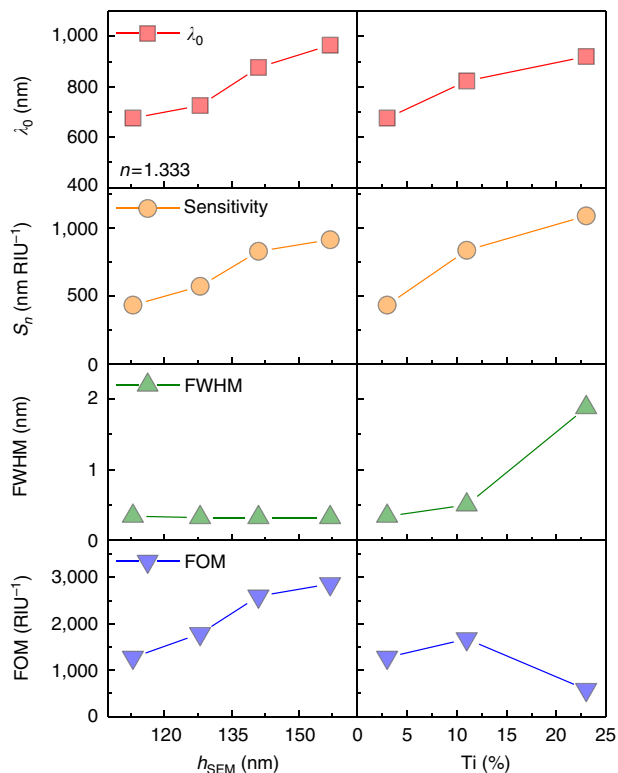 1,000
λ0
800
600
400
λ0 (nm)
n=1.333
Sensitivity
1,000
500
0
Sn (nm RIU−1)
FWHM
2
1
0
FWHM (nm)
FOM
3,000
2,000
1,000
0
FOM (RIU−1)
120 135 150 0 5 10 15 20 25
hSEM (nm) Ti (%)